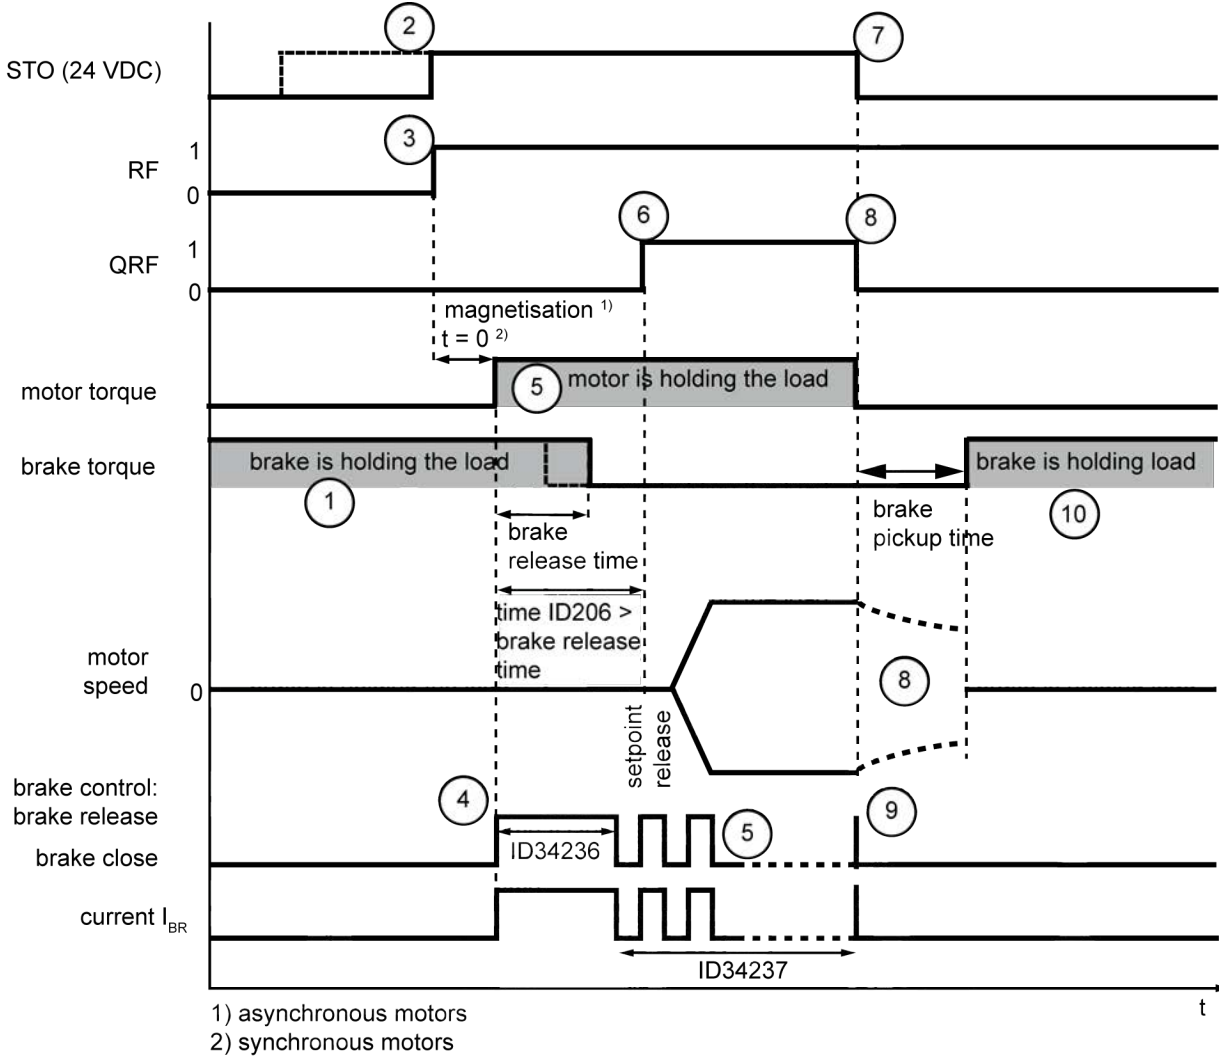 2
7
STO (24 VDC)
3
1
RF
0
6
8
1
QRF
0
magnetisation 1)
t = 0 2)
5
motor is holding the load
motor torque
brake torque
brake is holding the load
brake is holding load
1
10
brake
release time
brake
pickup time
time ID206 >
brake release
time
motor
speed
0
8
setpoint
release
brake control:
brake release
4
9
5
ID34236
brake close
current IBR
ID34237
t
1) asynchronous motors
2) synchronous motors